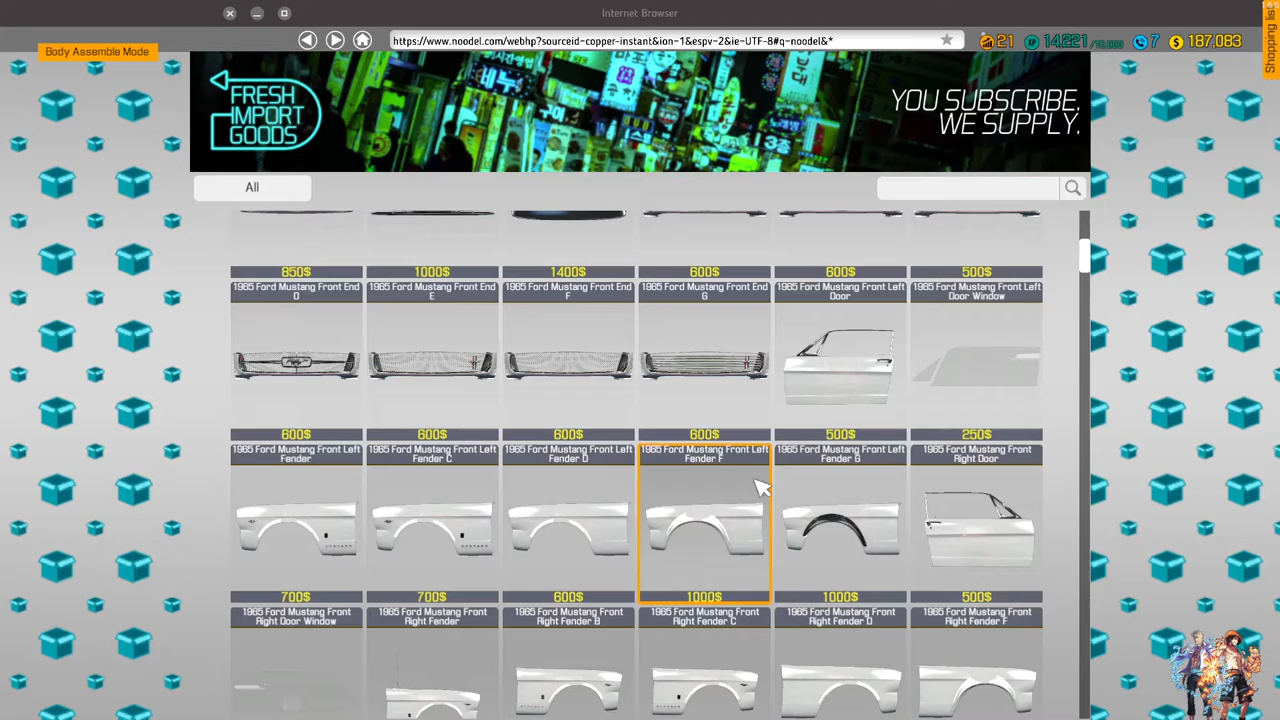 Internet Browser
Body Assemble Mode
https://www.noodel.com/webhp?sourceid-copper-instant&ion-1&espv-2&ie-UTF-8#q-noodel&*
21
7
187,083
Shopping list
FRESH
IMPORT
GOODS
YOU SUBSCRIBE.
WE SUPPLY.
All
850$
1000$
1400$
600$
600$
500$
1965 Ford Mustang Front End
D
1965 Ford Mustang Front End
E
1965 Ford Mustang Front End
F
1965 Ford Mustang Front End
G
1965 Ford Mustang Front Left
Door
1965 Ford Mustang Front Left
Door Window
600$
600$
600$
600$
500$
250$
1965 Ford Mustang Front Left
Fender
1965 Ford Mustang Front Left
Fender C
1965 Ford Mustang Front Left
Fender D
1965 Ford Mustang Front Left
Fender F
1965 Ford Mustang Front Left
Fender G
1965 Ford Mustang Front
Right Door
700$
700$
600$
1000$
1000$
500$
1965 Ford Mustang Front
Right Door Window
1965 Ford Mustang Front
Right Fender
1965 Ford Mustang Front
Right Fender B
1965 Ford Mustang Front
Right Fender C
1965 Ford Mustang Front
Right Fender D
1965 Ford Mustang Front
Right Fender F